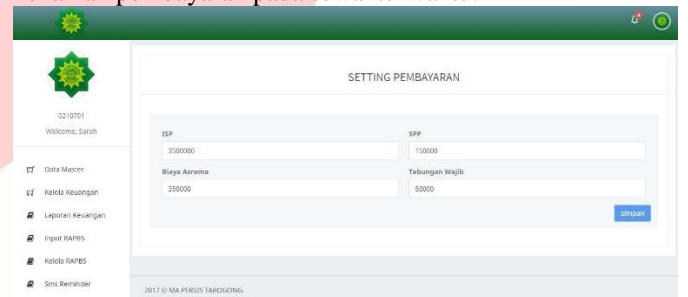 4
SETTING PEMBAYARAN
0210701
Welcome, Sarah
ISP
SPP
3500000
150000
Biaya Asrama
Tabungan Wajib
350000
50000
simpan
Data Master
Kelola Keuangan
Laporan Keuangan
Input RAPBS
Kelola RAPBS
Sms Reminder
2017 © MA PERSIS TAROGONG.